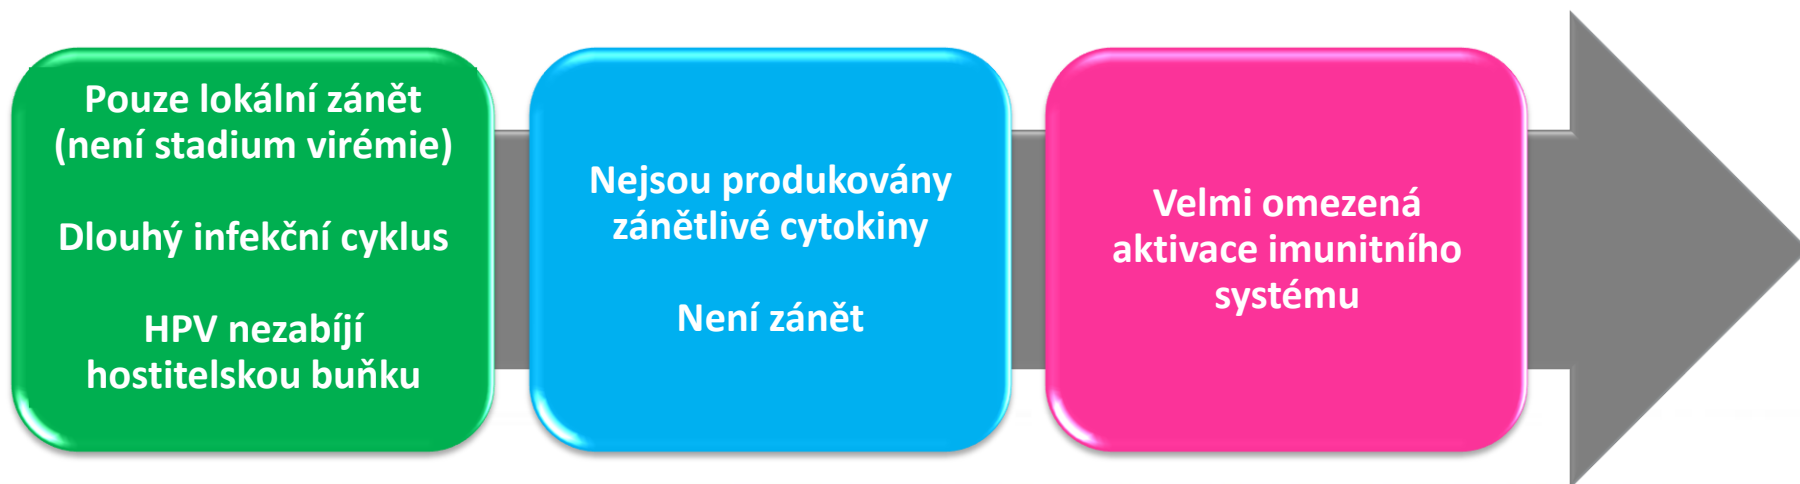 Pouze lokální zánět
(není stadium virémie)
Dlouhý infekční cyklus
HPV nezabíjí
hostitelskou buňku
Nejsou produkovány
zánětlivé cytokiny
Není zánět
Velmi omezená
aktivace imunitního
systému